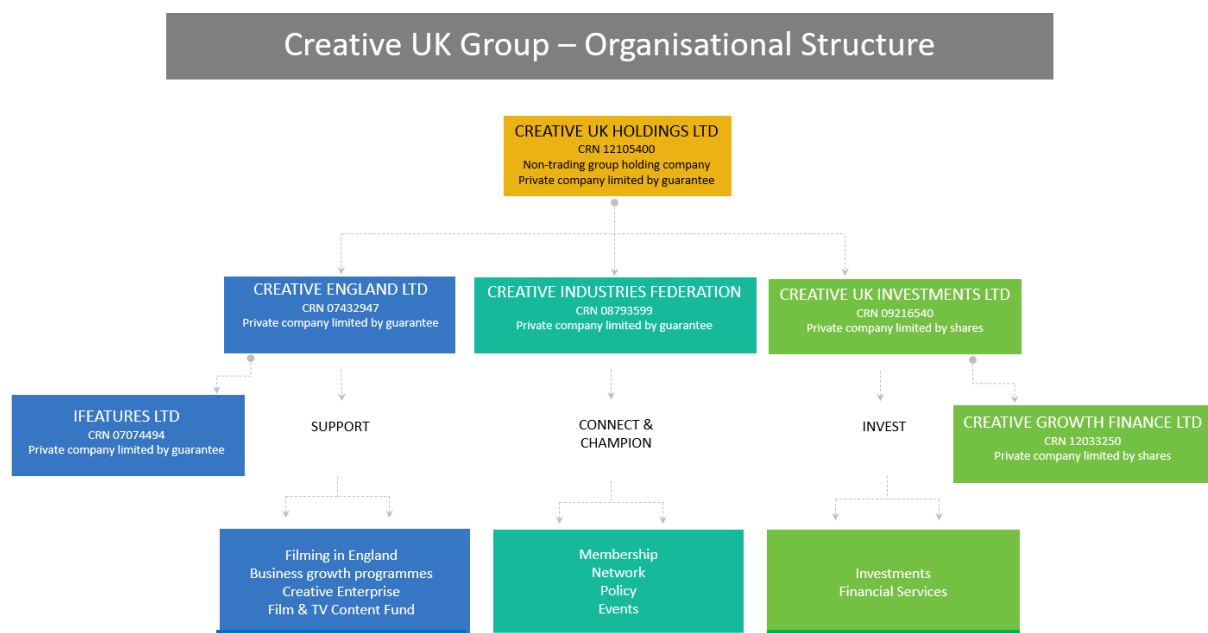 Creative UK Group – Organisational Structure
CREATIVE UK HOLDINGS LTD
CRN 12105400
Non-trading group holding company
Private company limited by guarantee
CREATIVE ENGLAND LTD
CRN 07432947
Private company limited by guarantee
CREATIVE INDUSTRIES FEDERATION
CRN 08793599
Private company limited by guarantee
CREATIVE UK INVESTMENTS LTD
CRN 09216540
Private company limited by shares
IFEATURES LTD
CRN 07074494
Private company limited by guarantee
SUPPORT
CONNECT &
CHAMPION
INVEST
CREATIVE GROWTH FINANCE LTD
CRN 12033250
Private company limited by shares
Filming in England
Business growth programmes
Creative Enterprise
Film & TV Content Fund
Membership
Network
Policy
Events
Investments
Financial Services